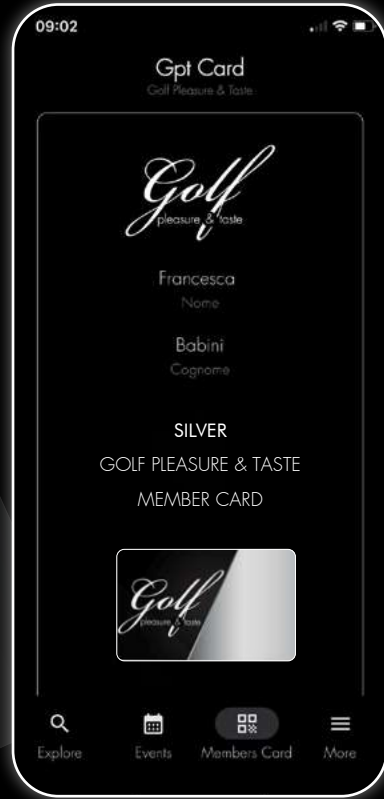 09:02
Gpt Card
Golf Pleasure & Taste
Golf
pleasure & taste
Francesca
Nome
Babini
Cognome
SILVER
GOLF PLEASURE & TASTE
MEMBER CARD
Golf
pleasure & taste
Explore
Events
Members Card
More